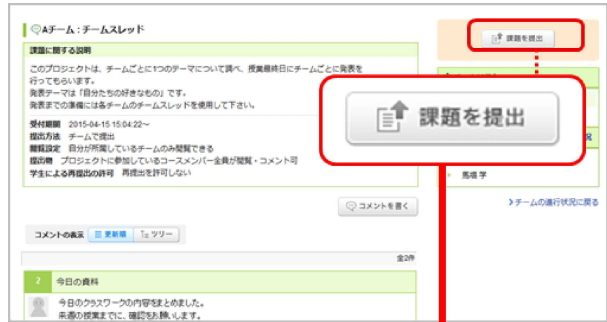 Aチーム：チームスレッド
課題に関する説明
このプロジェクトは、チームごとに1つのテーマについて調べ、授業最終日にチームごとに発表を
行ってもらいます。
発表テーマは「自分たちの好きなもの」です。
発表までの準備には各チームのチームスレッドを使用して下さい。
受付期間 2015-04-15 15:04:22～
提出方法 チームで提出
閲覧設定 自分が所属しているチームのみ閲覧できる
提出物 プロジェクトに参加しているコースメンバー全員が閲覧・コメント可
学生による再提出の許可 再提出を許可しない
課題を提出
課題を提出
馬場 学
チームの進行状況に戻る
コメントを書く
コメントの表示 更新順 ツリー
全2件
2 今日の資料
今日のクラスワークの内容をまとめました。
来週の授業までに、確認をお願いします。